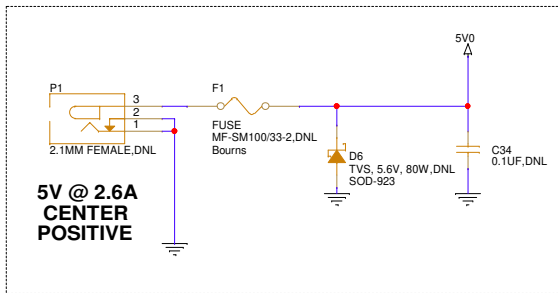 5V0
P1
3
2
1
2.1MM FEMALE,DNL
F1
FUSE
MF-SM100/33-2,DNL
Bourns
D6
TVS, 5.6V, 80W,DNL
SOD-923
C34
0.1UF,DNL
5V @ 2.6A
CENTER
POSITIVE